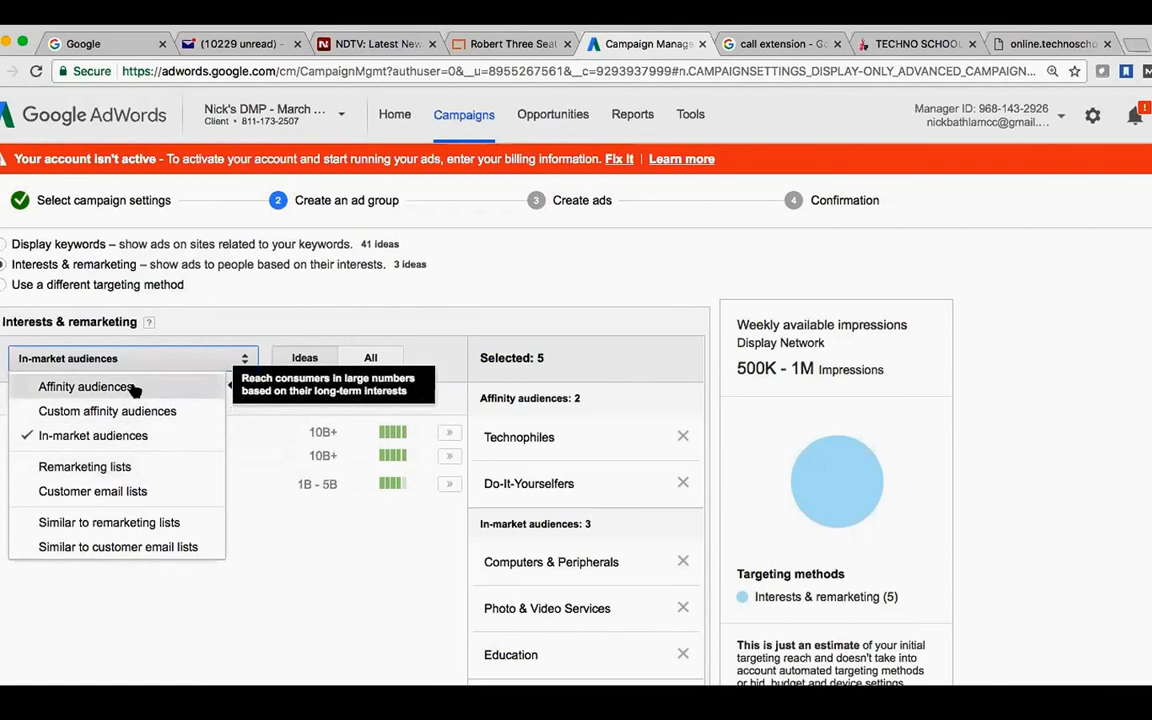 Google
(10229 unread) -
NDTV: Latest New
Robert Three Seat
Campaign Manage
call extension - Go
TECHNO SCHOOL
online.technoscho
Secure
https://adwords.google.com/cm/CampaignMgmt?authuser=0&__u=8955267561&__c=9293937999#n.CAMPAIGNSETTINGS_DISPLAY-ONLY_ADVANCED_CAMPAIGN...
Google AdWords
Nick's DMP - March ...
Client • 811-173-2507
Home
Campaigns
Opportunities
Reports
Tools
Manager ID: 968-143-2926
nickbathlamcc@gmail....
Your account isn't active - To activate your account and start running your ads, enter your billing information. Fix it | Learn more
Select campaign settings
2 Create an ad group
3 Create ads
4 Confirmation
Display keywords – show ads on sites related to your keywords. 41 ideas
Interests & remarketing – show ads to people based on their interests. 3 ideas
Use a different targeting method
Interests & remarketing ?
In-market audiences
Ideas
All
Affinity audiences
Custom affinity audiences
In-market audiences
Remarketing lists
Customer email lists
Similar to remarketing lists
Similar to customer email lists
Reach consumers in large numbers
based on their long-term interests
10B+
10B+
1B - 5B
Selected: 5
Affinity audiences: 2
Technophiles
Do-It-Yourselfers
In-market audiences: 3
Computers & Peripherals
Photo & Video Services
Education
Weekly available impressions
Display Network
500K - 1M Impressions
Targeting methods
Interests & remarketing (5)
This is just an estimate of your initial
targeting reach and doesn't take into
account automated targeting methods
or bid, budget and device settings.